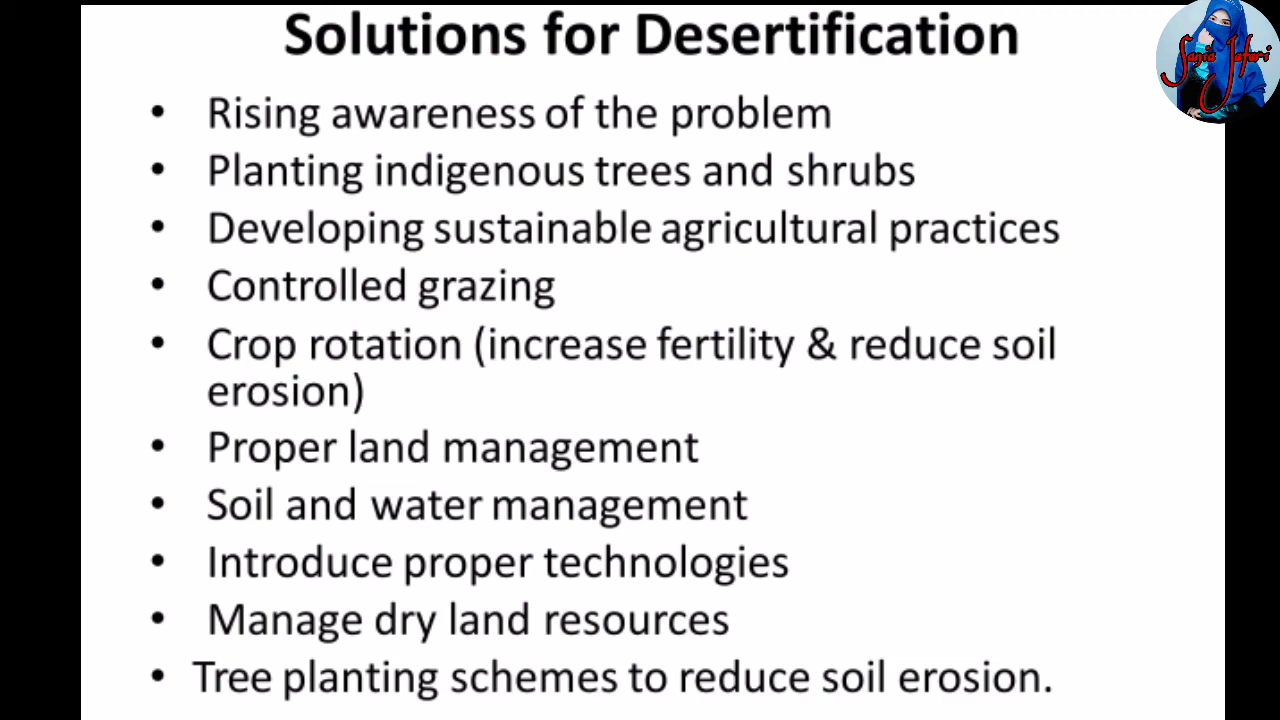 Solutions for Desertification
• Rising awareness of the problem
• Planting indigenous trees and shrubs
• Developing sustainable agricultural practices
• Controlled grazing
• Crop rotation (increase fertility & reduce soil
erosion)
• Proper land management
• Soil and water management
• Introduce proper technologies
• Manage dry land resources
• Tree planting schemes to reduce soil erosion.
Sania Jafari